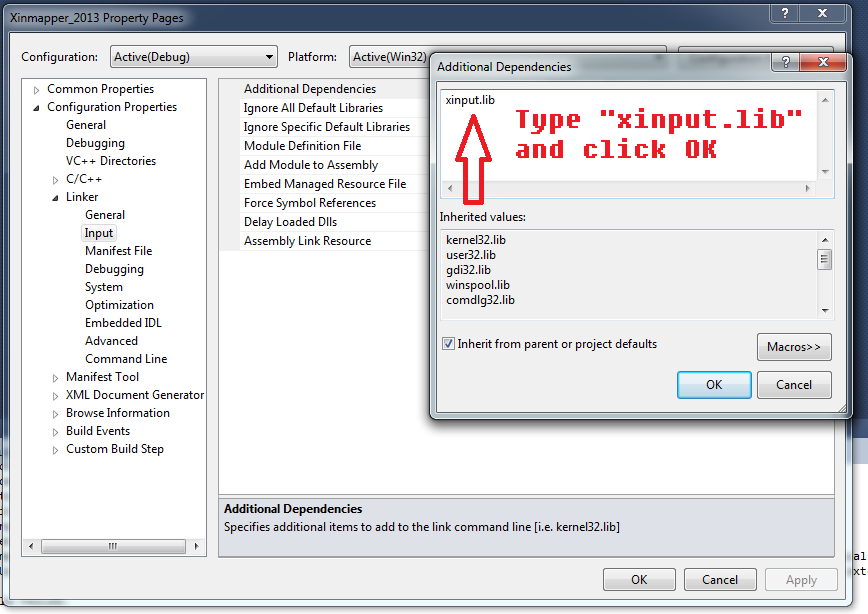 Xinmapper_2013 Property Pages
Configuration: Active(Debug) Platform: Active(Win32)
Common Properties
Configuration Properties
General
Debugging
VC++ Directories
C/C++
Linker
General
Input
Manifest File
Debugging
System
Optimization
Embedded IDL
Advanced
Command Line
Manifest Tool
XML Document Generator
Browse Information
Build Events
Custom Build Step
Additional Dependencies
Ignore All Default Libraries
Ignore Specific Default Libraries
Module Definition File
Add Module to Assembly
Embed Managed Resource File
Force Symbol References
Delay Loaded Dlls
Assembly Link Resource
Additional Dependencies
xinput.lib
Type "xinput.lib"
and click OK
Inherited values:
kernel32.lib
user32.lib
gdi32.lib
winspool.lib
comdlg32.lib
Inherit from parent or project defaults
Macros>>
OK Cancel
Additional Dependencies
Specifies additional items to add to the link command line [i.e. kernel32.lib]
OK Cancel Apply